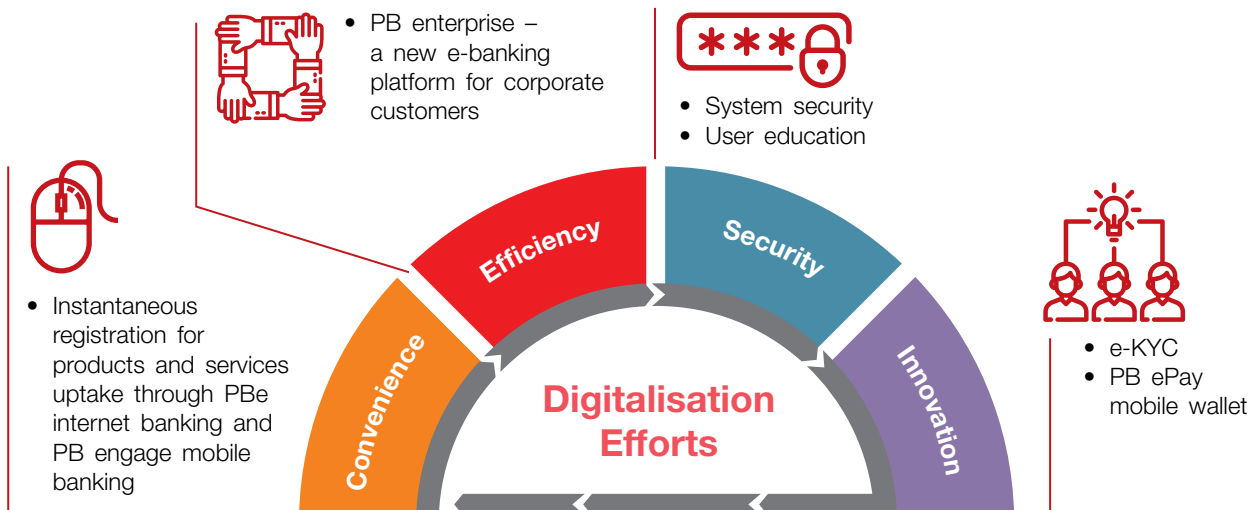 • PB enterprise –
a new e-banking
platform for corporate
customers
***
• System security
• User education
• Instantaneous
registration for
products and services
uptake through PBe
internet banking and
PB engage mobile
banking
• e-KYC
• PB ePay
mobile wallet
Convenience
Efficiency
Security
Innovation
Digitalisation
Efforts